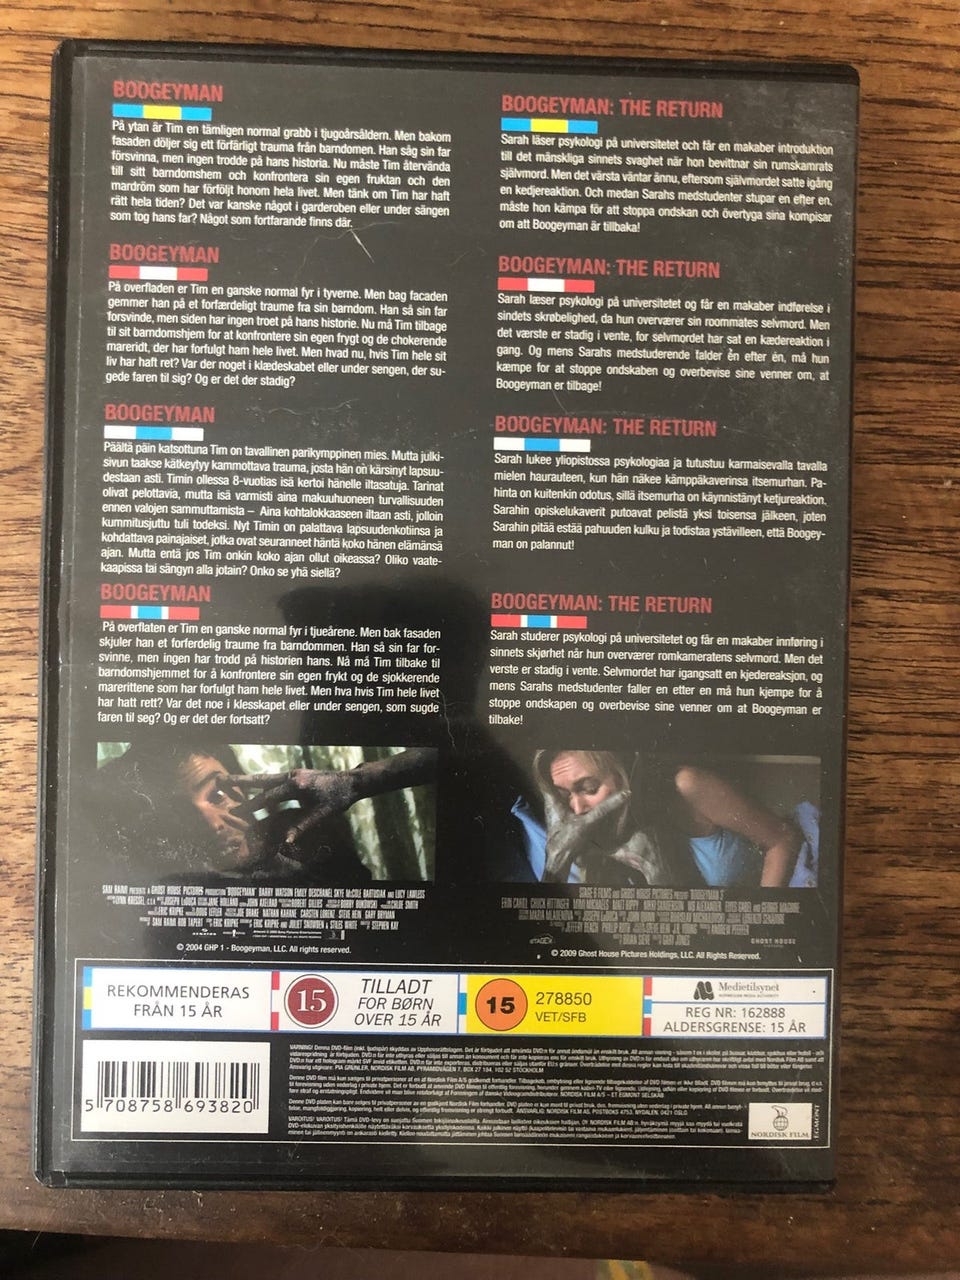 BOOGEYMAN
På ytan är Tim en tämligen normal grabb i tjugoårsåldern. Men bakom
fasaden döljer sig ett förfärligt trauma från barndomen. Han såg sin far
försvinna, men ingen trodde på hans historia. Nu måste Tim återvända
till sitt barndomshem och konfrontera sin egen fruktan och den
mardröm som har förföljt honom hela livet. Men tänk om Tim har haft
rätt hela tiden? Det var kanske något i garderoben eller under sängen
som tog hans far? Något som fortfarande finns där.
BOOGEYMAN
På overfladen er Tim en ganske normal fyr i tyverne. Men bag facaden
gemmer han på et forfærdeligt traume fra sin barndom. Han så sin far
forsvinde, men siden har ingen troet på hans historie. Nu må Tim tilbage
til sit barndomshjem for at konfrontere sin egen frygt og de chokerende
mareridt, der har forfulgt ham hele livet. Men hvad nu, hvis Tim hele sit
liv har haft ret? Var der noget i klædeskabet eller under sengen, der su-
gede faren til sig? Og er det der stadig?
BOOGEYMAN
Päältä päin katsottuna Tim on tavallinen parikymppinen mies. Mutta julki-
sivun taakse kätkeytyy kammottava trauma, josta hän on kärsinyt lapsuu-
destaan asti. Timin ollessa 8-vuotias isä kertoi hänelle iltasatuja. Tarinat
olivat pelottavia, mutta isä varmisti aina makuuhuoneen turvallisuuden
ennen valojen sammuttamista – Aina kohtalokkaaseen iltaan asti, jolloin
kummitusjuttu tuli todeksi. Nyt Timin on palattava lapsuudenkotiinsa ja
kohdattava painajaiset, jotka ovat seuranneet häntä koko hänen elämänsä
ajan. Mutta entä jos Tim onkin koko ajan ollut oikeassa? Oliko vaate-
kaapissa tai sängyn alla jotain? Onko se yhä siellä?
BOOGEYMAN
På overflaten er Tim en ganske normal fyr i tjueårene. Men bak fasaden
skjuler han et forferdelig traume fra barndommen. Han så sin far for-
svinne, men ingen har trodd på historien hans. Nå må Tim tilbake til
barndomshjemmet for å konfrontere sin egen frykt og de sjokkerende
marerittene som har forfulgt ham hele livet. Men hva hvis Tim hele livet
har hatt rett? Var det noe i klesskapet eller under sengen, som sugde
faren til seg? Og er det der fortsatt?
BOOGEYMAN: THE RETURN
Sarah läser psykologi på universitetet och får en makaber introduktion
till det mänskliga sinnets svaghet när hon bevittnar sin rumskamrats
självmord. Men det värsta väntar ännu, eftersom självmordet satte igång
en kedjereaktion. Och medan Sarahs medstudenter stupar en efter en,
måste hon kämpa för att stoppa ondskan och övertyga sina kompisar
om att Boogeyman är tillbaka!
BOOGEYMAN: THE RETURN
Sarah læser psykologi på universitetet og får en makaber indførelse i
sindets skrøbelighed, da hun overværer sin roommates selvmord. Men
det værste er stadig i vente, for selvmordet har sat en kædereaktion i
gang. Og mens Sarahs medstuderende falder én efter én, må hun
kæmpe for at stoppe ondskaben og overbevise sine venner om, at
Boogeyman er tilbage!
BOOGEYMAN: THE RETURN
Sarah lukee yliopistossa psykologiaa ja tutustuu karmaisevalla tavalla
mielen haurauteen, kun hän näkee kämppäkaverinsa itsemurhan. Pa-
hinta on kuitenkin odotus, sillä itsemurha on käynnistänyt ketjureaktion.
Sarahin opiskelukaverit putoavat pelistä yksi toisensa jälkeen, joten
Sarahin pitää estää pahuuden kulku ja todistaa ystävilleen, että Boogey-
man on palannut!
BOOGEYMAN: THE RETURN
Sarah studerer psykologi på universitetet og får en makaber innføring i
sinnets skjørhet når hun overværer romkameratens selvmord. Men det
verste er stadig i vente. Selvmordet har igangsatt en kjedereaksjon, og
mens Sarahs medstudenter faller en etter en må hun kjempe for å
stoppe ondskapen og overbevise sine venner om at Boogeyman er
tilbake!
© 2004 GHP 1 - Boogeyman, LLC. All rights reserved.
© 2009 Ghost House Pictures Holdings, LLC. All Rights Reserved.
GHOST HOUSE
REKOMMENDERAS
FRÅN 15 ÅR
15
TILLADT
FOR BØRN
OVER 15 ÅR
15
278850
VET/SFB
Medietilsynet
NORWEGIAN MEDIA AUTHORITY
REG NR: 162888
ALDERSGRENSE: 15 ÅR
5 708758 693820
NORDISK FILM
EGMONT